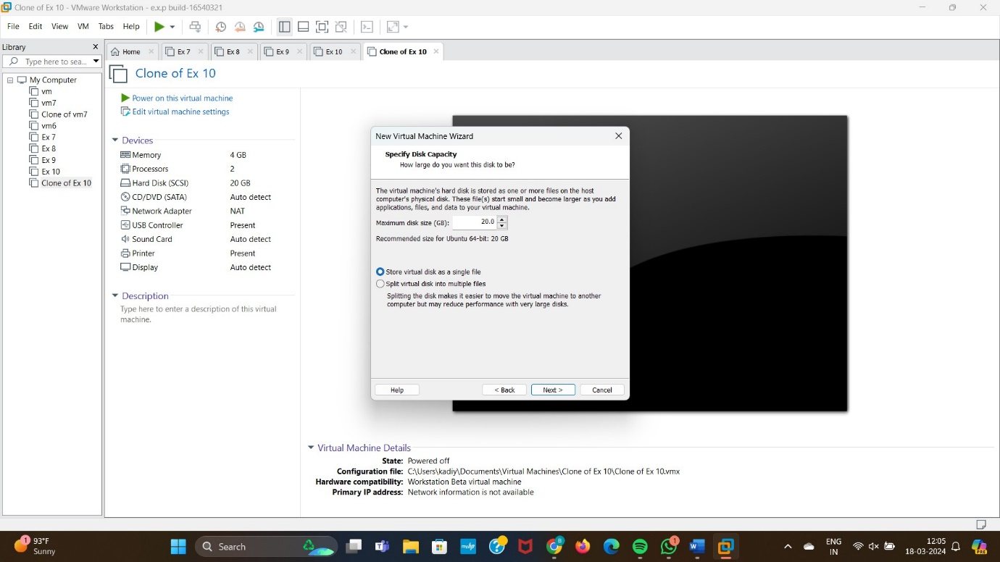 Clone of Ex 10 - VMware Workstation - e.x.p build-16540321
File Edit View VM Tabs Help
Library
Type here to sea...
My Computer
vm
vm7
Clone of vm7
vm6
Ex 7
Ex 8
Ex 9
Ex 10
Clone of Ex 10
Home Ex 7 Ex 8 Ex 9 Ex 10 Clone of Ex 10
Clone of Ex 10
Power on this virtual machine
Edit virtual machine settings
Devices
Memory 4 GB
Processors 2
Hard Disk (SCSI) 20 GB
CD/DVD (SATA) Auto detect
Network Adapter NAT
USB Controller Present
Sound Card Auto detect
Printer Present
Display Auto detect
Description
Type here to enter a description of this virtual
machine.
New Virtual Machine Wizard
Specify Disk Capacity
How large do you want this disk to be?
The virtual machine's hard disk is stored as one or more files on the host
computer's physical disk. These file(s) start small and become larger as you add
applications, files, and data to your virtual machine.
Maximum disk size (GB): 20.0
Recommended size for Ubuntu 64-bit: 20 GB
Store virtual disk as a single file
Split virtual disk into multiple files
Splitting the disk makes it easier to move the virtual machine to another
computer but may reduce performance with very large disks.
Help < Back Next > Cancel
Virtual Machine Details
State: Powered off
Configuration file: C:\Users\kadiy\Documents\Virtual Machines\Clone of Ex 10\Clone of Ex 10.vmx
Hardware compatibility: Workstation Beta virtual machine
Primary IP address: Network information is not available
1
93°F
Sunny
Search
myhp
1
ENG
IN
12:05
18-03-2024
PRE